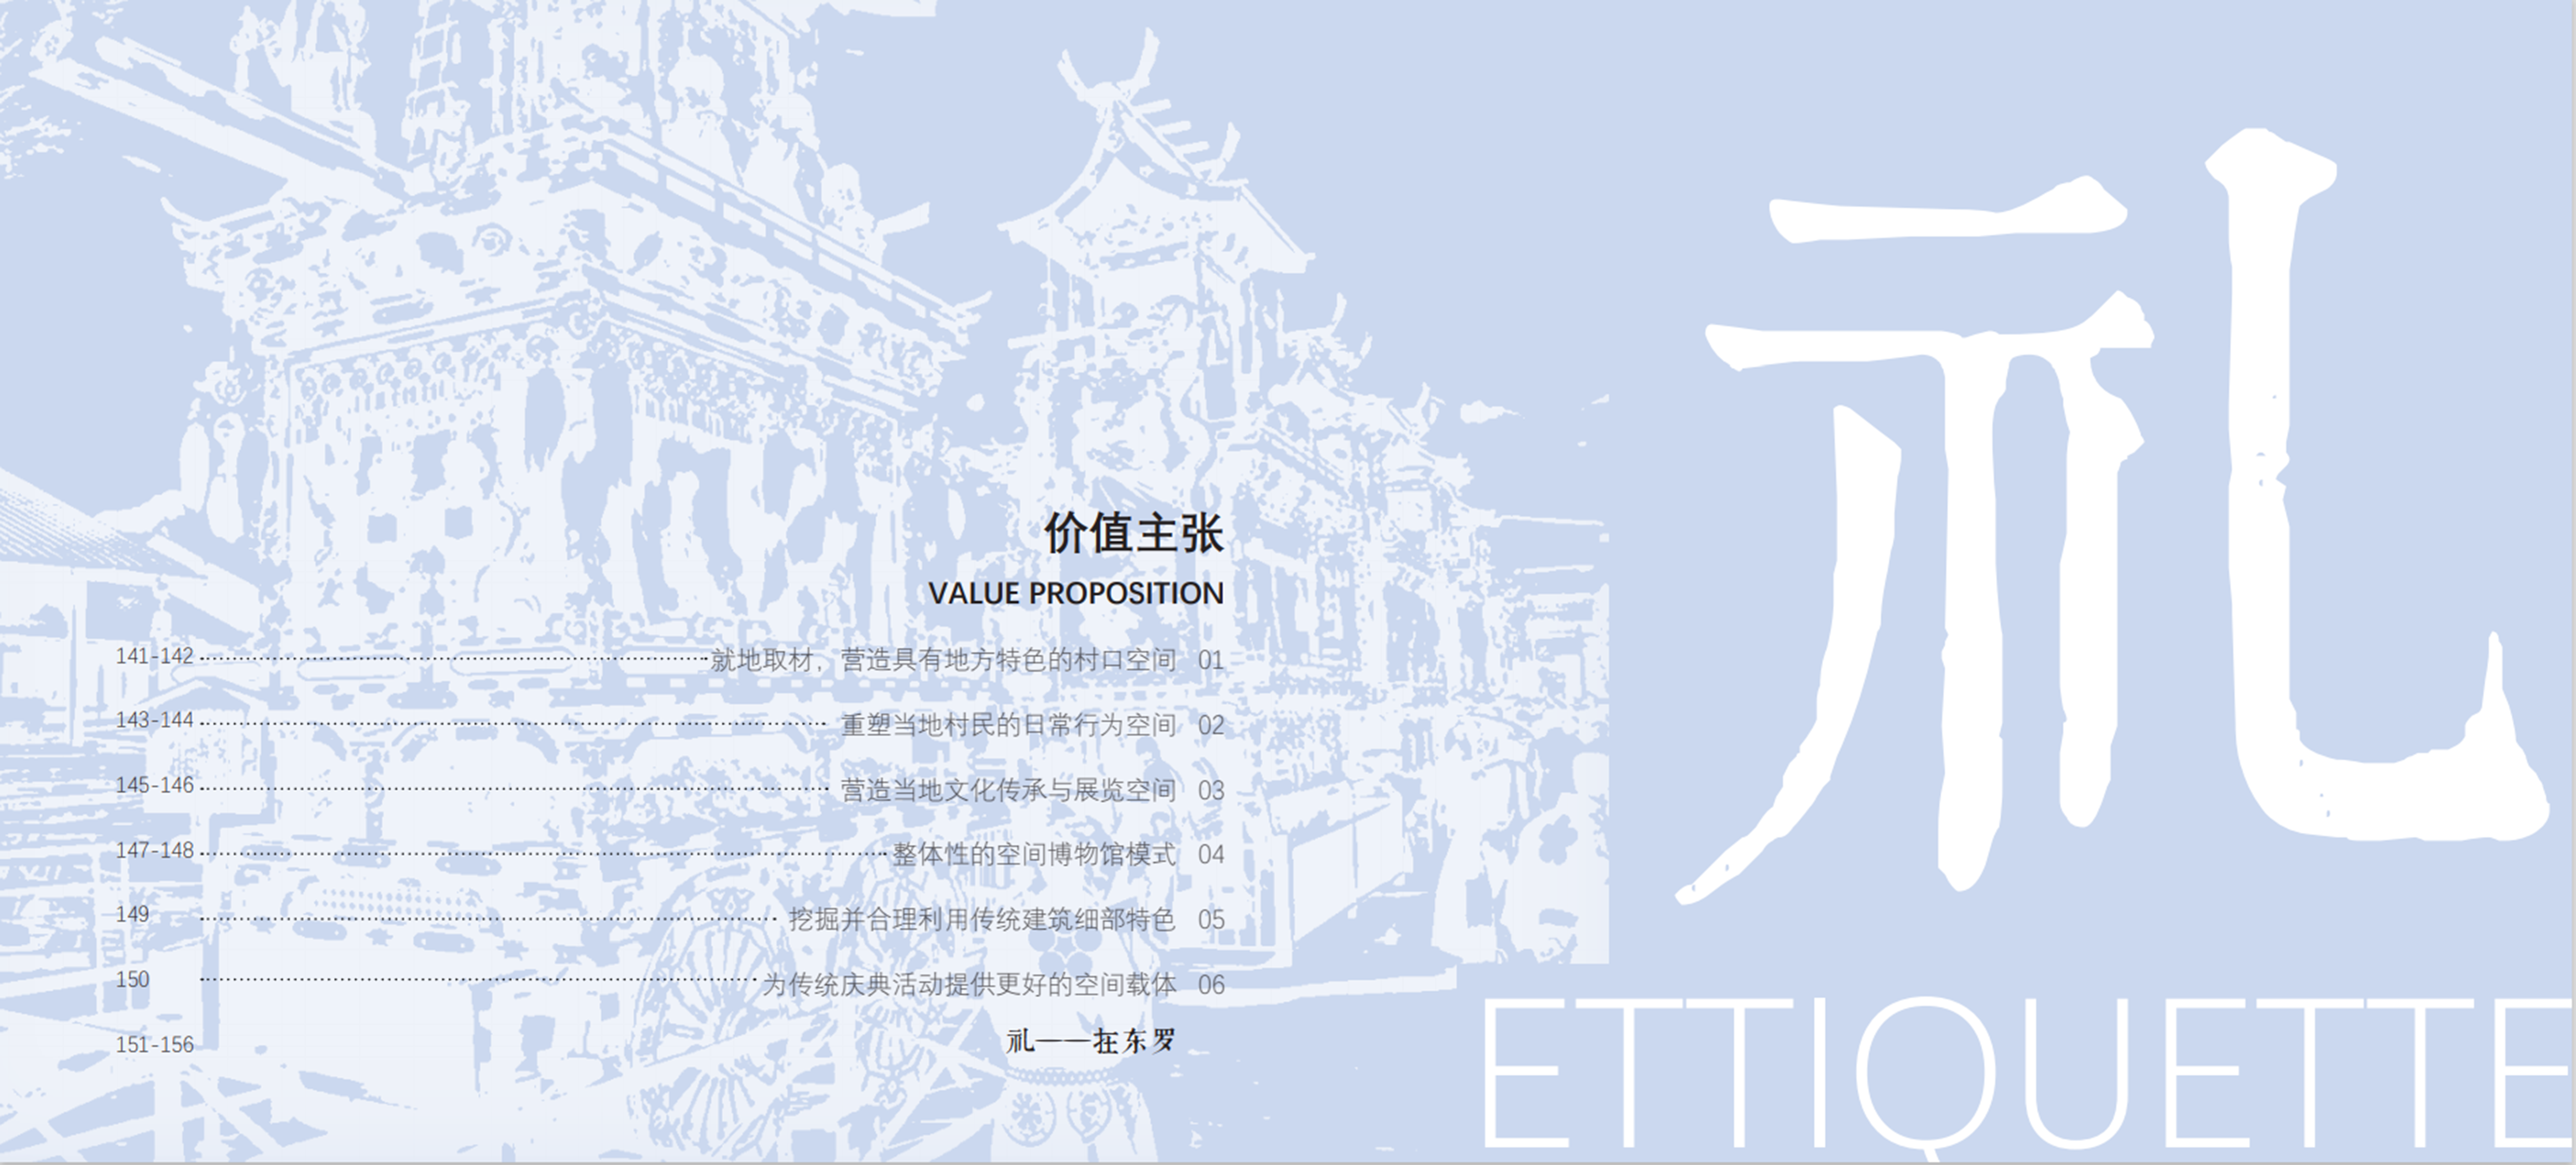 价值主张
VALUE PROPOSITION
141-142 就地取材，营造具有地方特色的村口空间 01
143-144 重塑当地村民的日常行为空间 02
145-146 营造当地文化传承与展览空间 03
147-148 整体性的空间博物馆模式 04
149 挖掘并合理利用传统建筑细部特色 05
150 为传统庆典活动提供更好的空间载体 06
151-156 礼——在东罗
礼
ETTIQUETTE